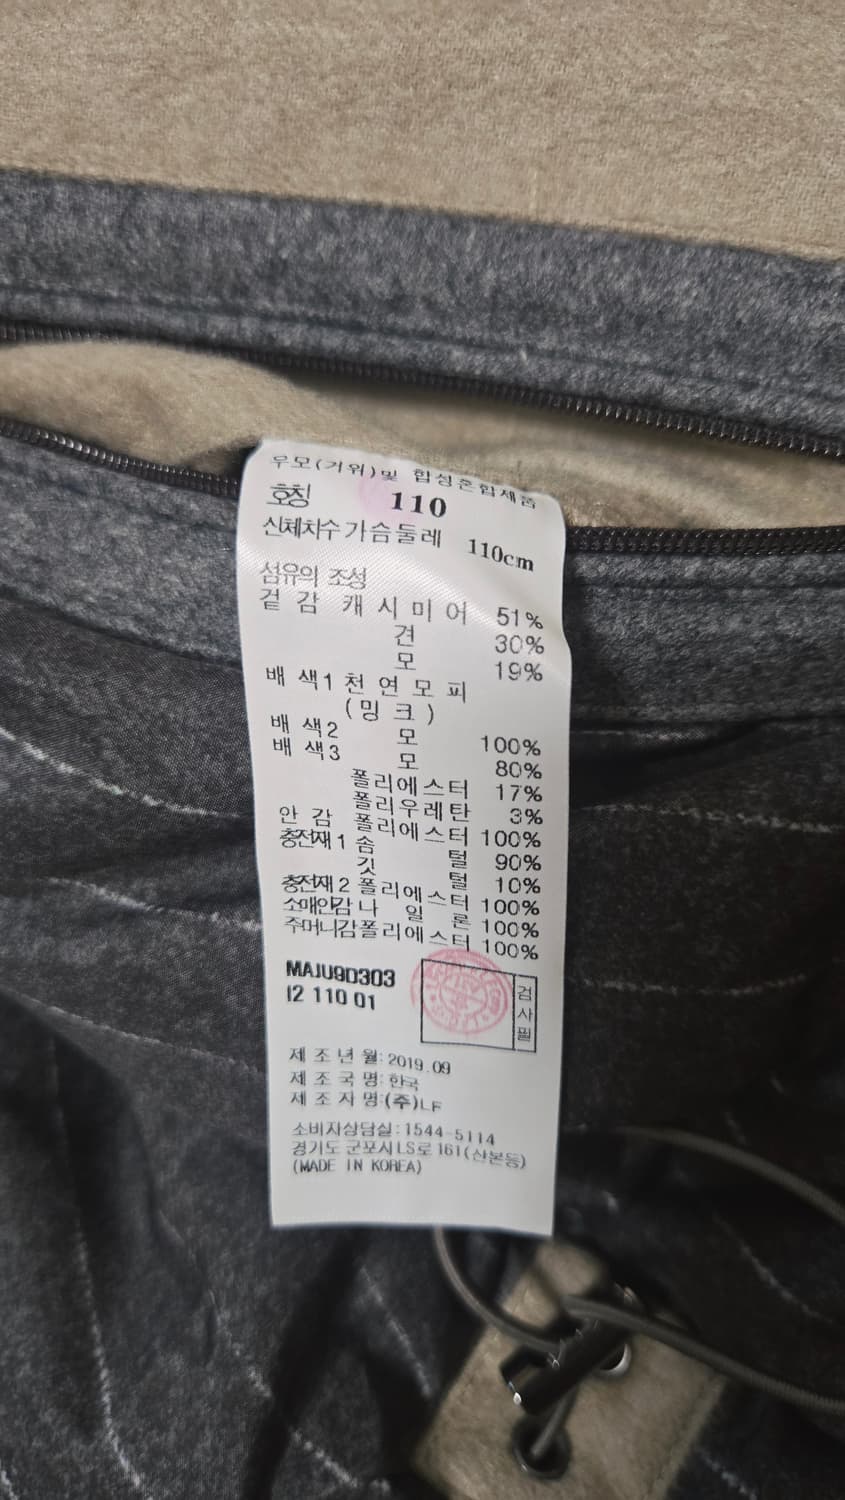 우모(거위)및 합성혼합제품
호칭 110
신체치수 가슴둘레 110cm
섬유의 조성
겉 감 캐 시 미 어 51%
견 30%
모 19%
배 색1 천 연 모 피
(밍 크)
배 색2 모 100%
배 색3 모 80%
폴리에스터 17%
폴리우레탄 3%
안 감 폴리에스터 100%
충전재1 솜 털 90%
깃 털 10%
충전재2 폴리에스터 100%
소매안감 나 일 론 100%
주머니감 폴리에스터 100%
MAJU9D303
I2 110 01
검사필
제 조 년 월: 2019.09
제 조 국 명: 한국
제 조 자 명:(주)LF
소비자상담실:1544-5114
경기도 군포시 LS로 161(산본동)
(MADE IN KOREA)